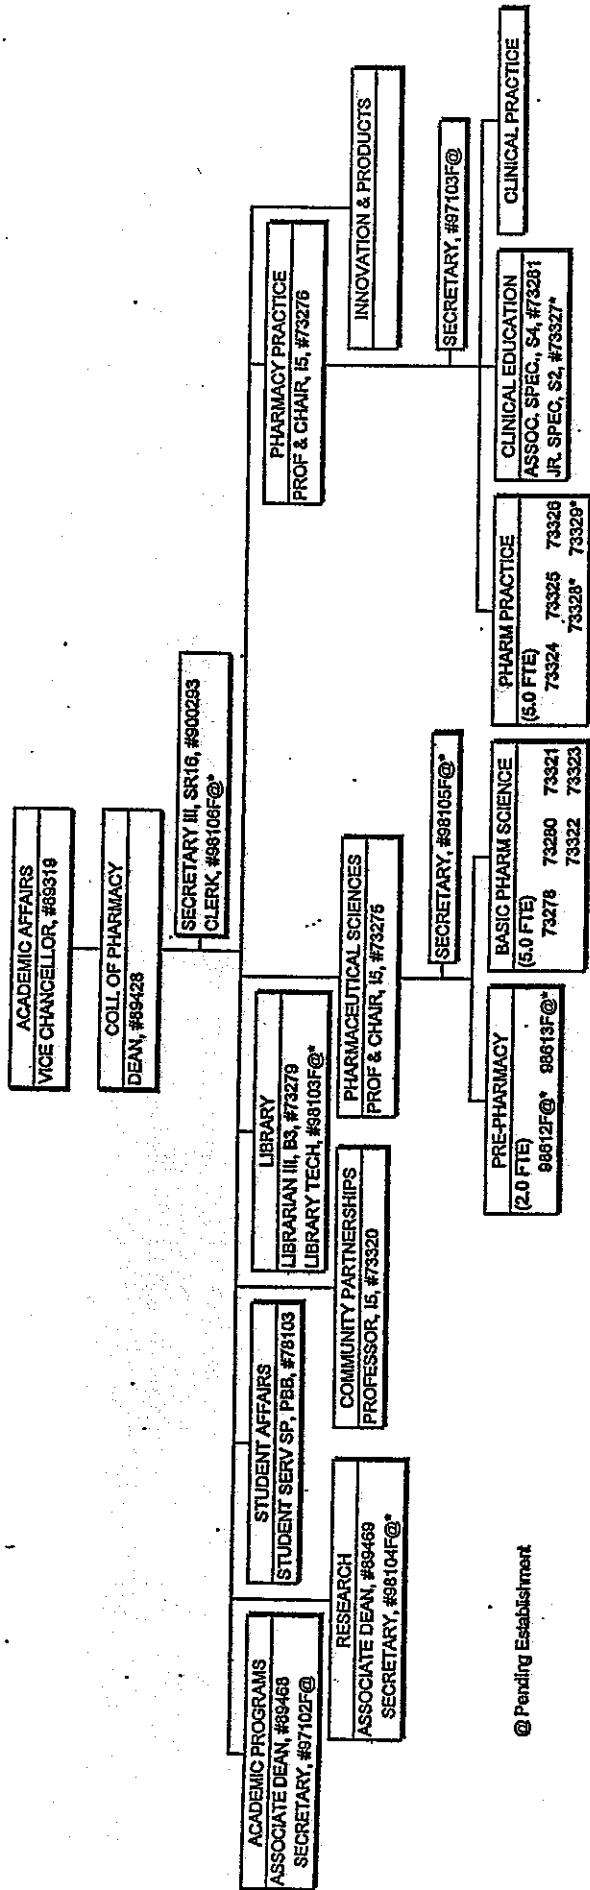 ACADEMIC AFFAIRS
VICE CHANCELLOR, #89319
COLL OF PHARMACY
DEAN, #89428
SECRETARY III, SR16, #900293
CLERK, #98106F@*
ACADEMIC PROGRAMS
ASSOCIATE DEAN, #89468
SECRETARY, #97102F@
STUDENT AFFAIRS
STUDENT SERV SP, PBB, #78103
LIBRARY
LIBRARIAN III, B3, #73279
LIBRARY TECH, #98103F@*
PHARMACY PRACTICE
PROF & CHAIR, I5, #73276
RESEARCH
ASSOCIATE DEAN, #89469
SECRETARY, #98104F@*
COMMUNITY PARTNERSHIPS
PROFESSOR, I5, #73320
PHARMACEUTICAL SCIENCES
PROF & CHAIR, I5, #73275
INNOVATION & PRODUCTS
SECRETARY, #98105F@*
SECRETARY, #97103F@
PRE-PHARMACY
(2.0 FTE)
98612F@* 98613F@*
BASIC PHARM SCIENCE
(5.0 FTE)
73278 73280 73321
73322 73323
PHARM PRACTICE
(5.0 FTE)
73324 73325 73326
73328* 73329*
CLINICAL EDUCATION
ASSOC. SPEC., S4, #73281
JR. SPEC, S2, #73327*
CLINICAL PRACTICE
@ Pending Establishment